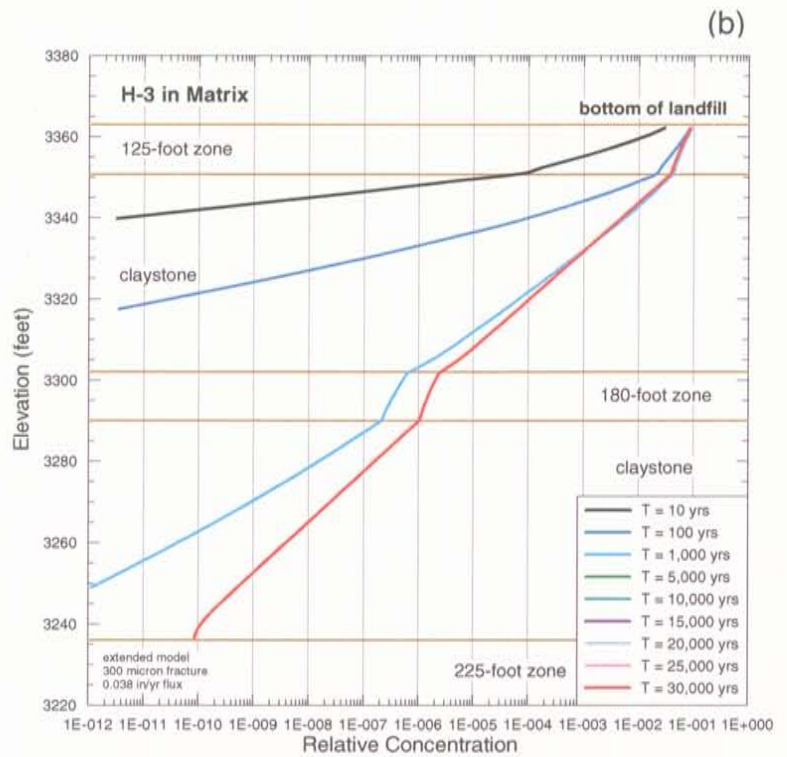 (b)
3380
3360
3340
3320
3300
3280
3260
3240
3220
Elevation (feet)
H-3 in Matrix
bottom of landfill
125-foot zone
claystone
180-foot zone
claystone
T = 10 yrs
T = 100 yrs
T = 1,000 yrs
T = 5,000 yrs
T = 10,000 yrs
T = 15,000 yrs
T = 20,000 yrs
T = 25,000 yrs
T = 30,000 yrs
extended model
300 micron fracture
0.038 in/yr flux
225-foot zone
1E-012 1E-011 1E-010 1E-009 1E-008 1E-007 1E-006 1E-005 1E-004 1E-003 1E-002 1E-001 1E+000
Relative Concentration